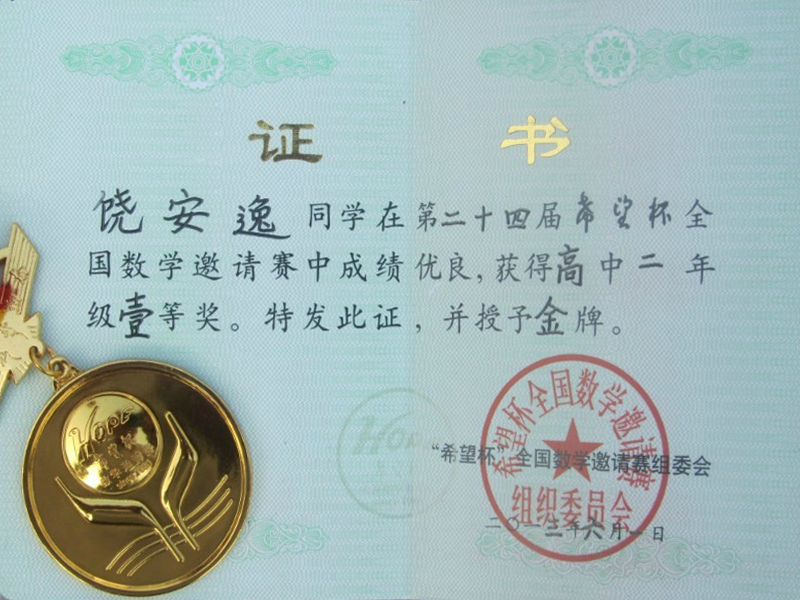 证 书
饶安逸同学在第二十四届希望杯全
国数学邀请赛中成绩优良,获得高中二年
级壹等奖。特发此证,并授予金牌。
HOPE
Hope
希望杯全国数学邀请赛
组织委员会
“希望杯”全国数学邀请赛组委会
二〇一三年六月一日